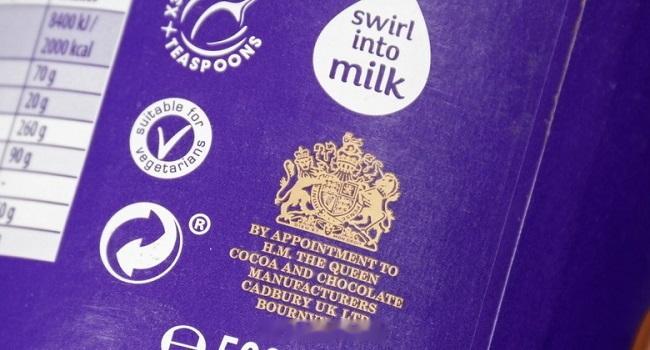 8400 kJ/
2000 kcal
70 g
20 g
260 g
90 g
-
TEASPOONS
swirl
into
milk
suitable for
vegetarians
®
BY APPOINTMENT TO
H.M. THE QUEEN
COCOA AND CHOCOLATE
MANUFACTURERS
CADBURY UK LTD
e